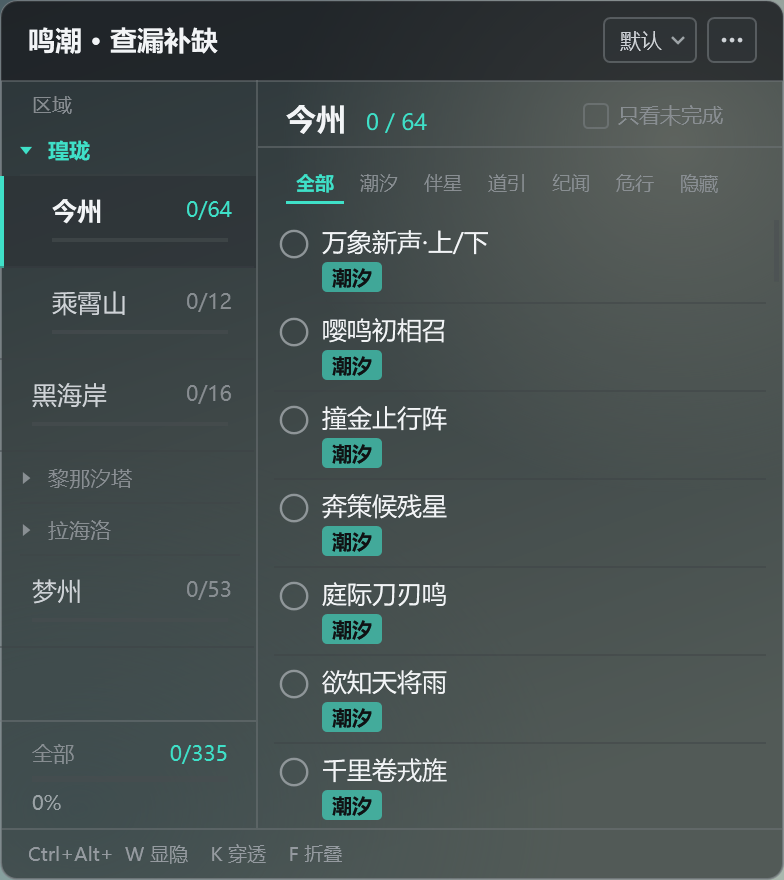 鸣潮·查漏补缺
默认
区域
瑝珑
今州 0/64
乘霄山 0/12
黑海岸 0/16
黎那汐塔
拉海洛
梦州 0/53
全部 0/335
0%
今州 0 / 64
只看未完成
全部 潮汐 伴星 道引 纪闻 危行 隐藏
万象新声·上/下
潮汐
嘤鸣初相召
潮汐
撞金止行阵
潮汐
奔策候残星
潮汐
庭际刀刃鸣
潮汐
欲知天将雨
潮汐
千里卷戎旌
潮汐
Ctrl+Alt+ W 显隐 K 穿透 F 折叠